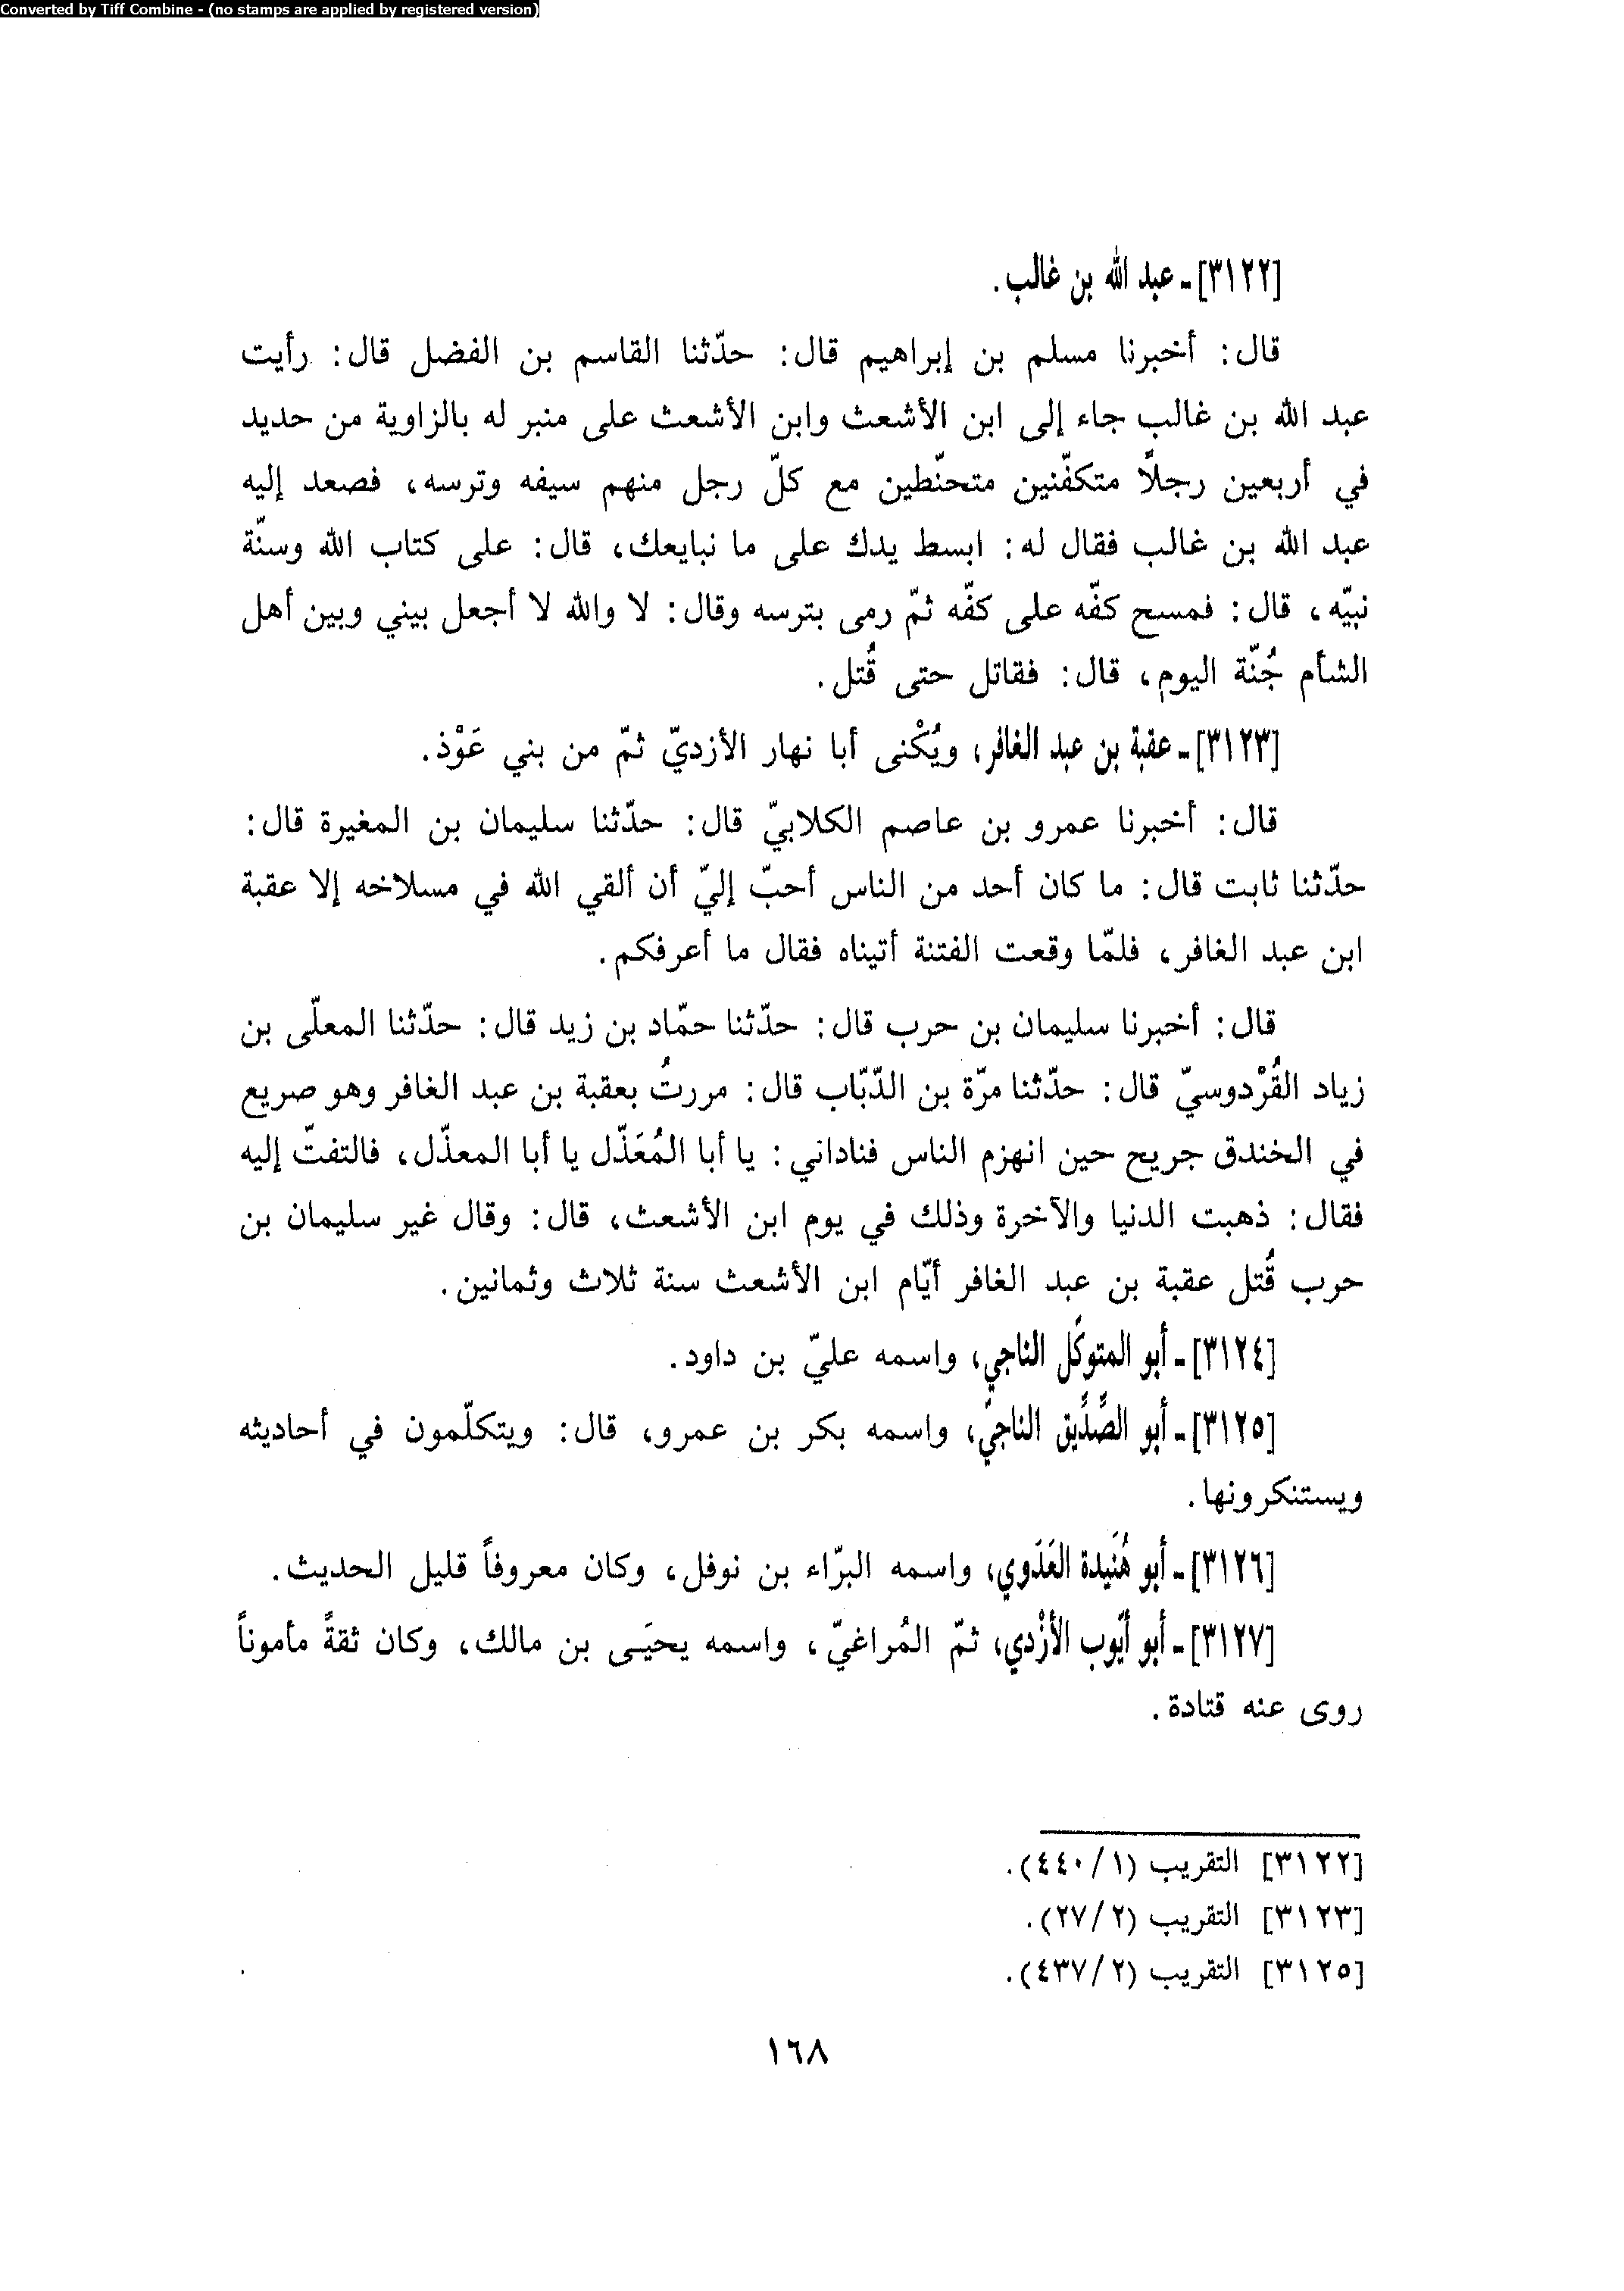 Converted by Tiff Combine - (no stamps are applied by registered version)
[٣١٢٢] ـ عبد الله بن غالب.
قال: أخبرنا مسلم بن إبراهيم قال: حدّثنا القاسم بن الفضل قال: رأيت
عبد الله بن غالب جاء إلى ابن الأشعث وابن الأشعث على منبر له بالزاوية من حديد
في أربعين رجلاً متكفّنين متحنّطين مع كلّ رجل منهم سيفه وترسه، فصعد إليه
عبد الله بن غالب فقال له: ابسط يدك على ما نبايعك، قال: على كتاب الله وسنّة
نبيّه، قال: فمسح كفّه على كفّه ثمّ رمى بترسه وقال: لا والله لا أجعل بيني وبين أهل
الشأم جُنّة اليوم، قال: فقاتل حتى قُتل.
[٣١٢٣] ـ عقبة بن عبد الغافر، ويُكْنى أبا نهار الأزديّ ثمّ من بني عَوْذ.
قال: أخبرنا عمرو بن عاصم الكلابيّ قال: حدّثنا سليمان بن المغيرة قال:
حدّثنا ثابت قال: ما كان أحد من الناس أحبّ إليّ أن ألقي الله في مسلاخه إلا عقبة
ابن عبد الغافر، فلمّا وقعت الفتنة أتيناه فقال ما أعرفكم.
قال: أخبرنا سليمان بن حرب قال: حدّثنا حمّاد بن زيد قال: حدّثنا المعلّى بن
زياد القُرْدوسيّ قال: حدّثنا مرّة بن الدّبّاب قال: مررتُ بعقبة بن عبد الغافر وهو صريع
في الخندق جريح حين انهزم الناس فناداني: يا أبا المُعَذّل يا أبا المعذّل، فالتفتّ إليه
فقال: ذهبت الدنيا والآخرة وذلك في يوم ابن الأشعث، قال: وقال غير سليمان بن
حرب قُتل عقبة بن عبد الغافر أيّام ابن الأشعث سنة ثلاث وثمانين.
[٣١٢٤] ـ أبو المتوكّل الناجي، واسمه عليّ بن داود.
[٣١٢٥] ـ أبو الصِّدِّيق الناجيّ، واسمه بكر بن عمرو، قال: ويتكلّمون في أحاديثه
ويستنكرونها.
[٣١٢٦] ـ أبو هُنَيدة العَدَوي، واسمه البرّاء بن نوفل، وكان معروفاً قليل الحديث.
[٣١٢٧] ـ أبو أيّوب الأزْدي، ثمّ المُراغيّ، واسمه يحيَـى بن مالك، وكان ثقةً مأموناً
روى عنه قتادة.
[٣١٢٢] التقريب (١/ ٤٤٠).
[٣١٢٣] التقريب (٢/ ٢٧).
[٣١٢٥] التقريب (٢/ ٤٣٧).
١٦٨